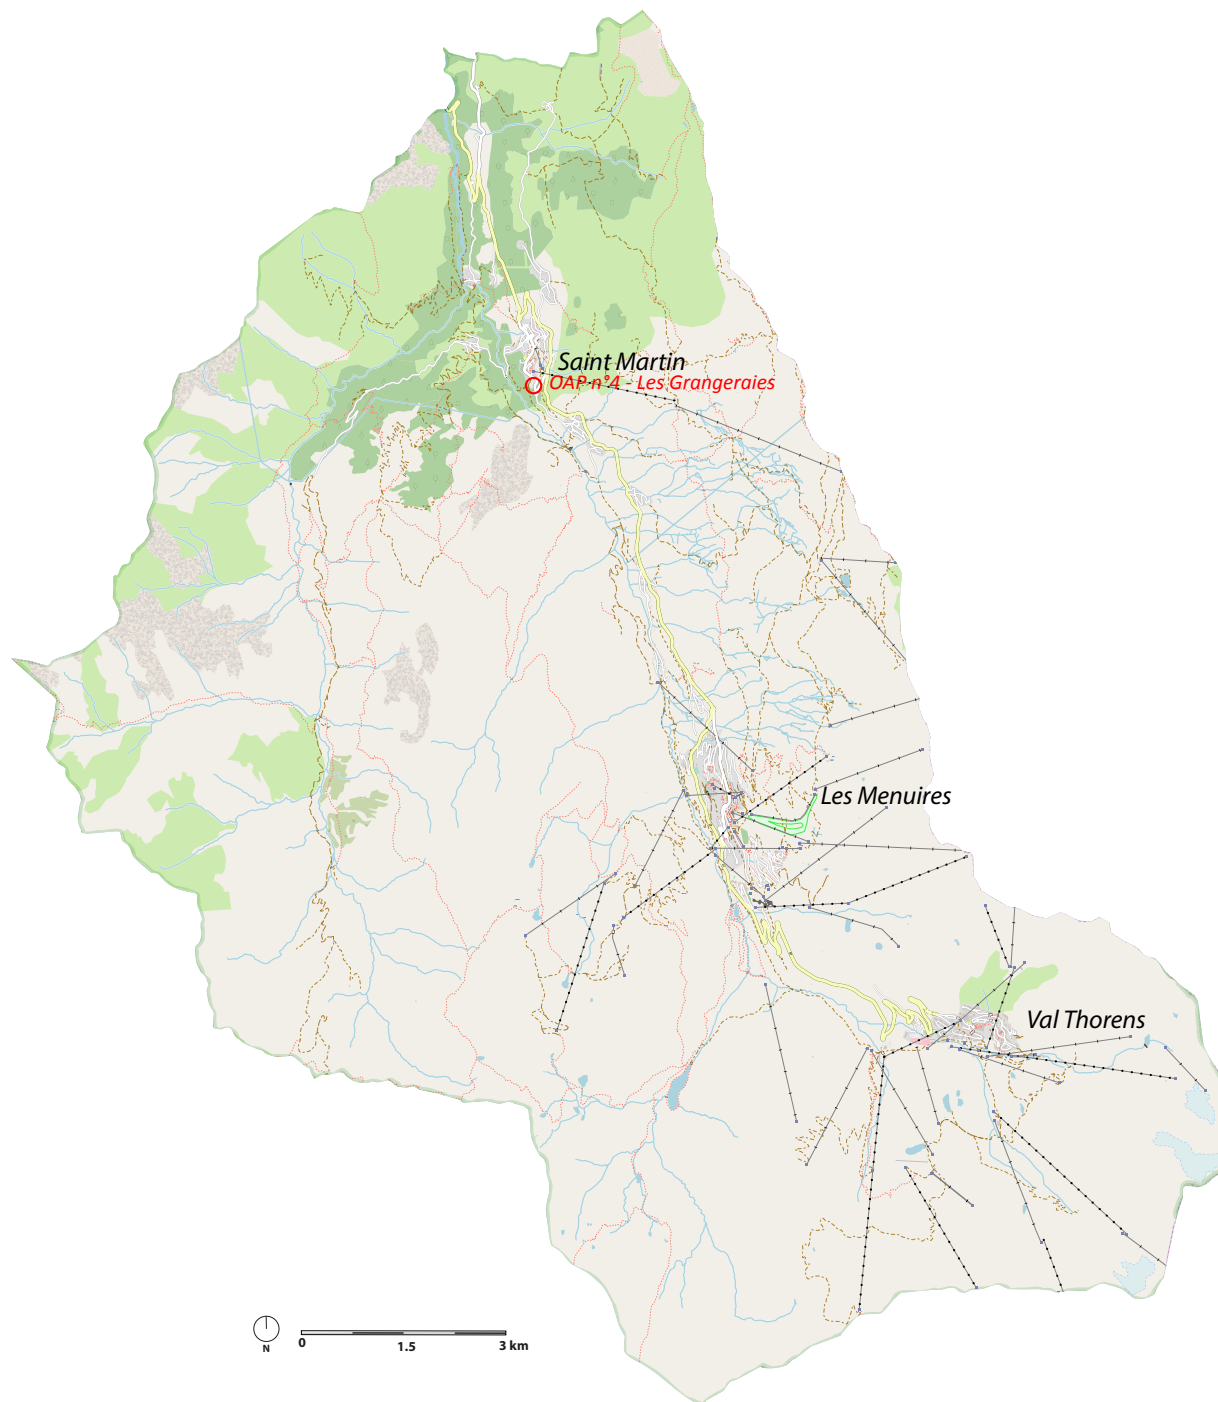 Saint Martin
OAP n°4 - Les Grangeraies
Les Menuires
Val Thorens
N
0
1.5
3 km